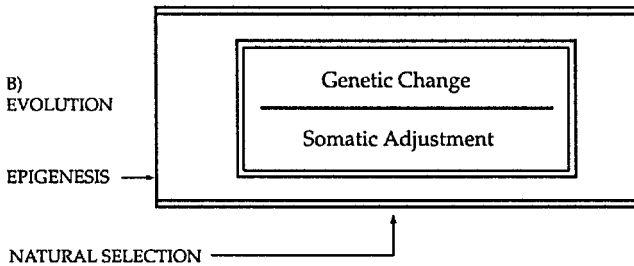 Genetic Change
B)
EVOLUTION
Somatic Adjustment
EPIGENESIS
NATURAL SELECTION